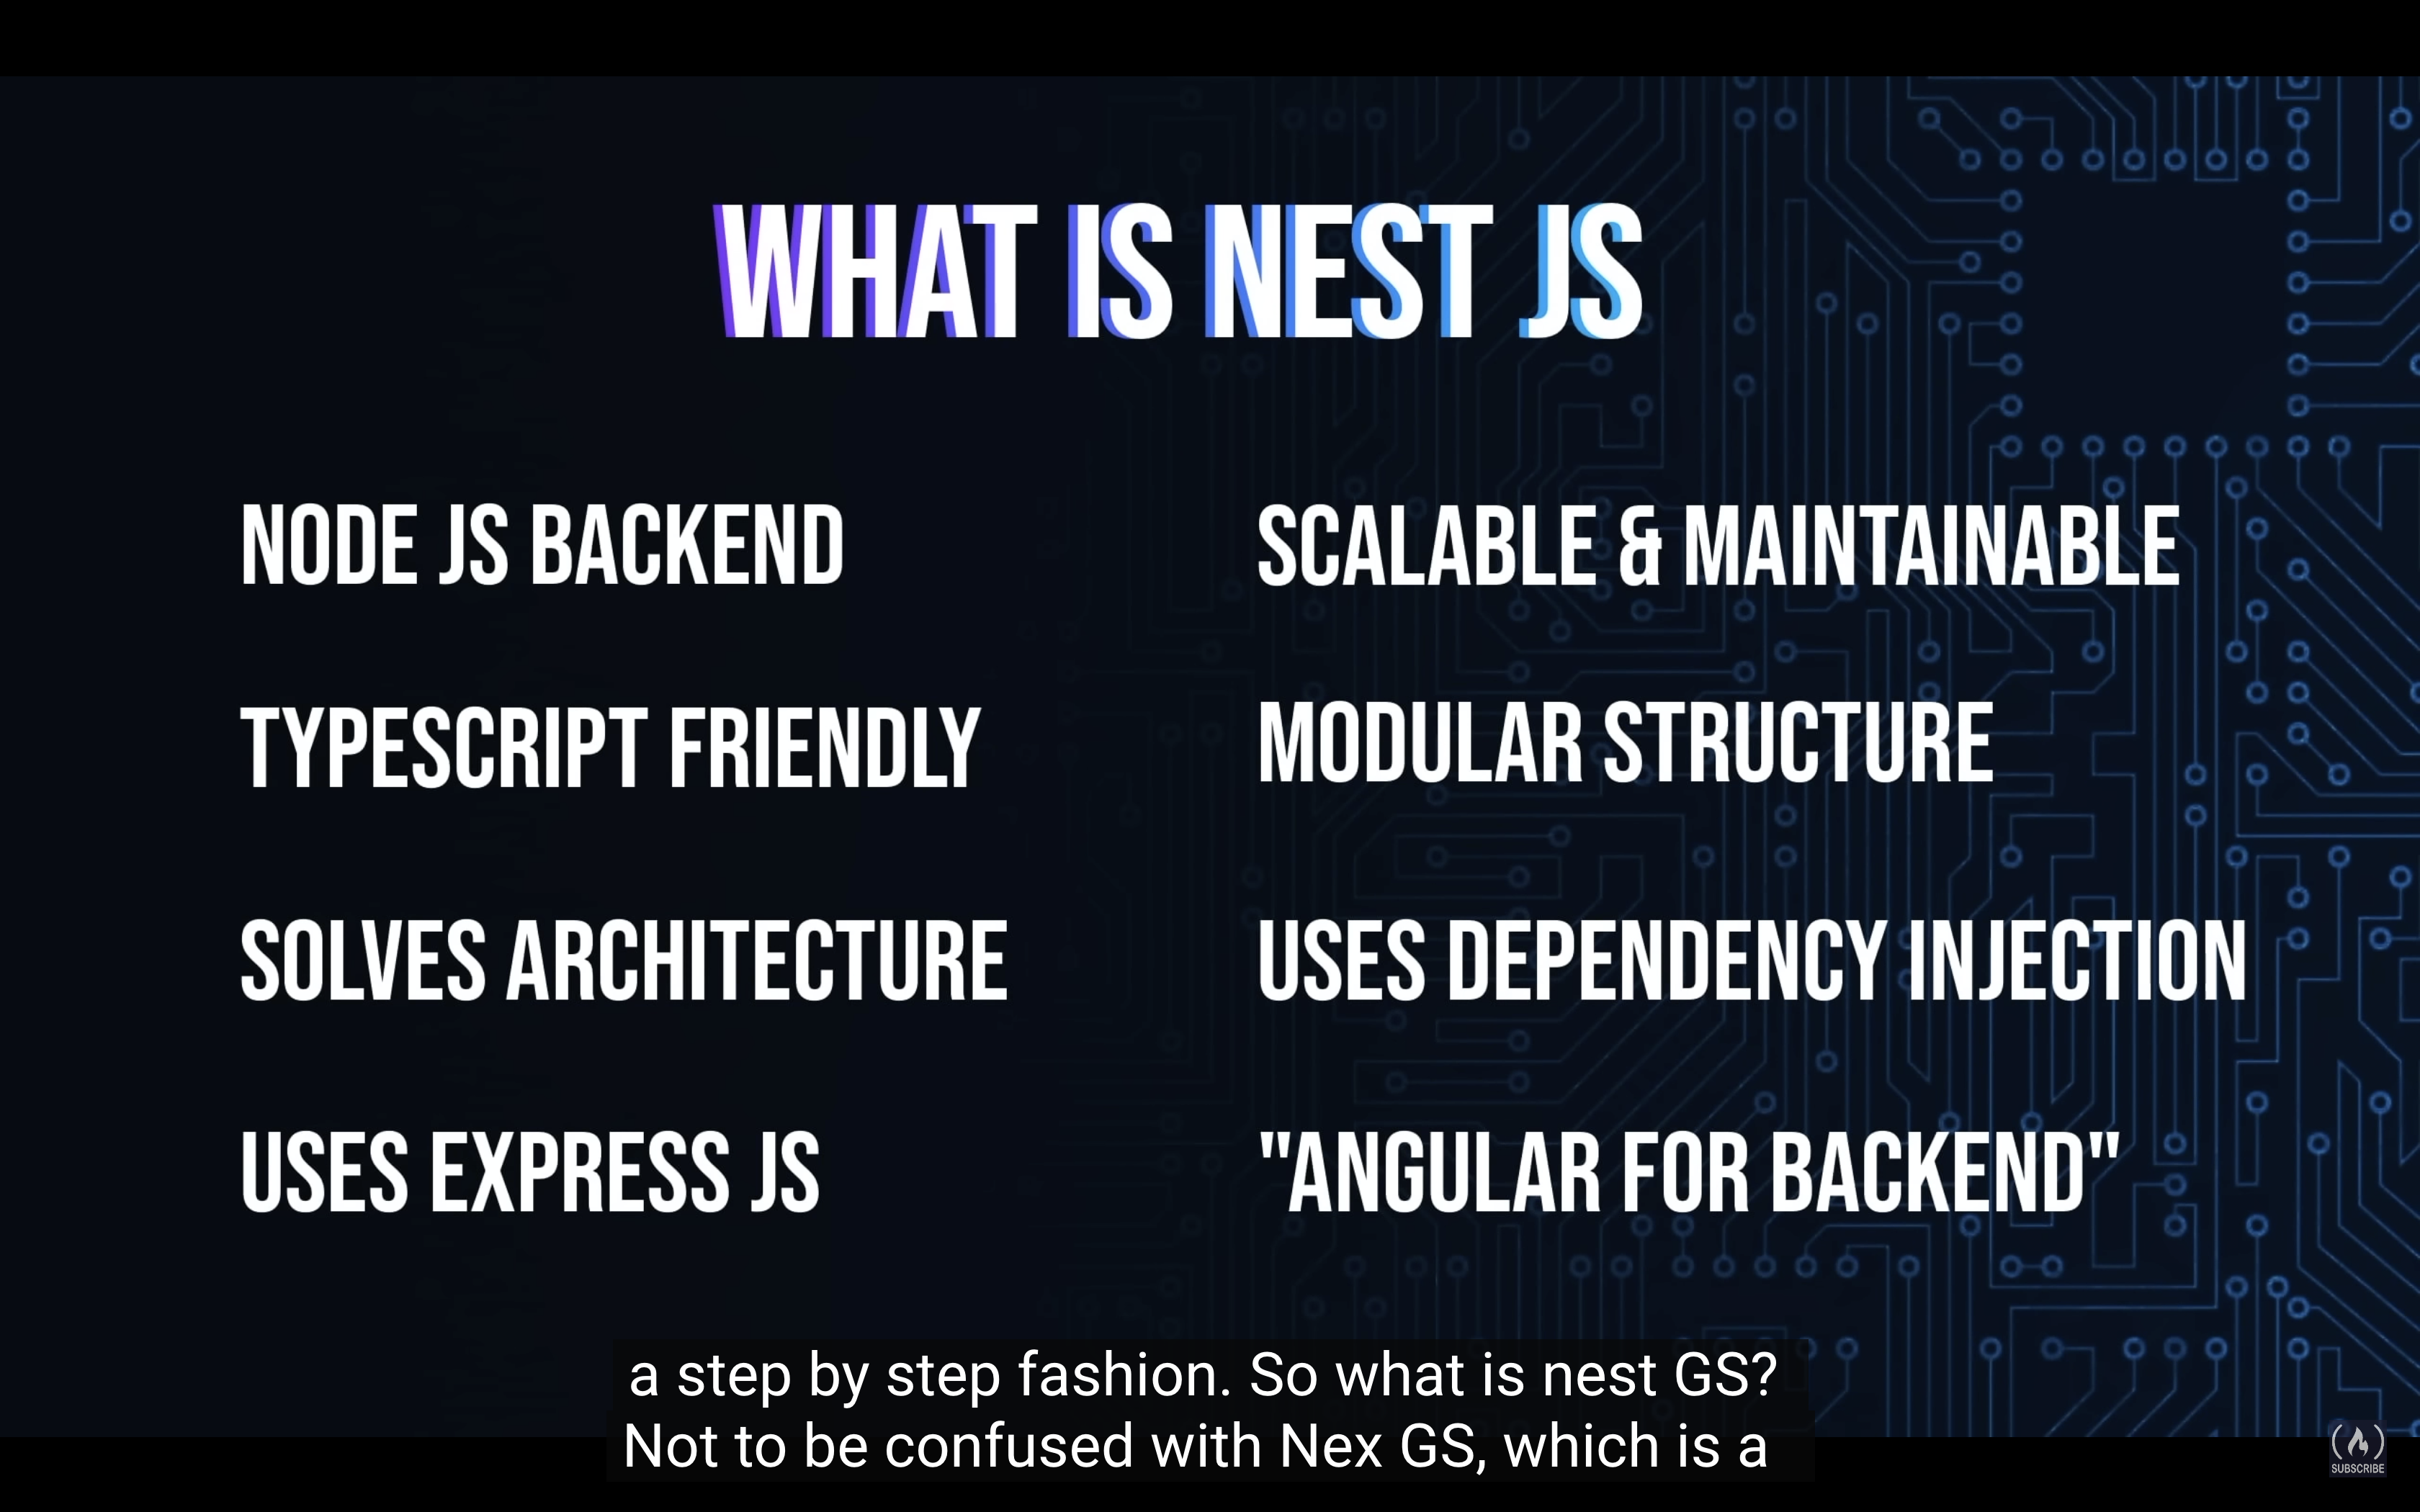 WHAT IS NEST JS
NODE JS BACKEND
TYPESCRIPT FRIENDLY
SOLVES ARCHITECTURE
USES EXPRESS JS
SCALABLE & MAINTAINABLE
MODULAR STRUCTURE
USES DEPENDENCY INJECTION
"ANGULAR FOR BACKEND"
a step by step fashion. So what is nest GS?
Not to be confused with Nex GS, which is a
SUBSCRIBE